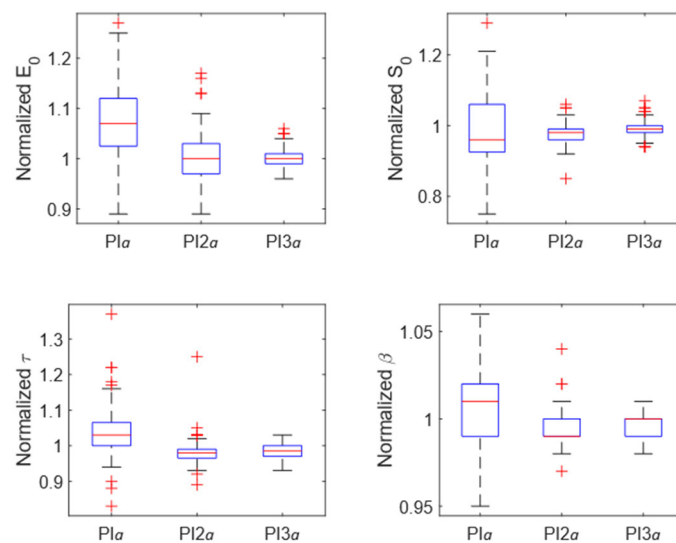 Normalized E0
1.2
1.1
1
0.9
PIa
PI2a
PI3a
Normalized S0
1.2
1
0.8
PIa
PI2a
PI3a
Normalized τ
1.3
1.2
1.1
1
0.9
PIa
PI2a
PI3a
Normalized β
1.05
1
0.95
PIa
PI2a
PI3a